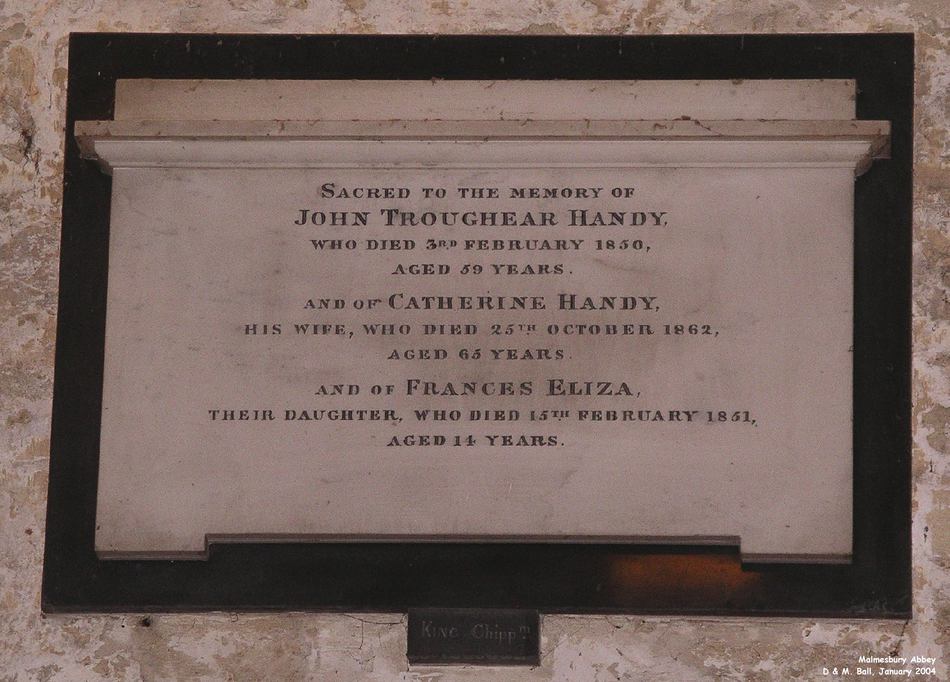 SACRED TO THE MEMORY OF
JOHN TROUGHEAR HANDY,
WHO DIED 3RD FEBRUARY 1850,
AGED 59 YEARS.
AND OF CATHERINE HANDY,
HIS WIFE, WHO DIED 25TH OCTOBER 1862,
AGED 65 YEARS.
AND OF FRANCES ELIZA,
THEIR DAUGHTER, WHO DIED 15TH FEBRUARY 1851,
AGED 14 YEARS.
KING Chippm
Malmesbury Abbey
D & M. Ball, January 2004